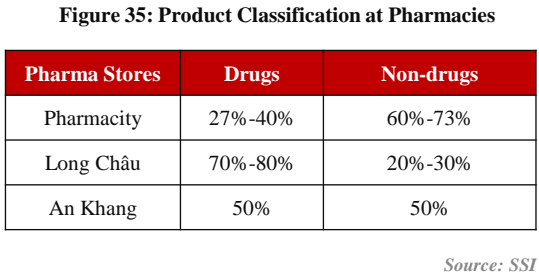 Figure 35: Product Classification at Pharmacies
Pharma Stores Drugs Non-drugs
Pharmacity 27%-40% 60%-73%
Long Châu 70%-80% 20%-30%
An Khang 50% 50%
Source: SSI